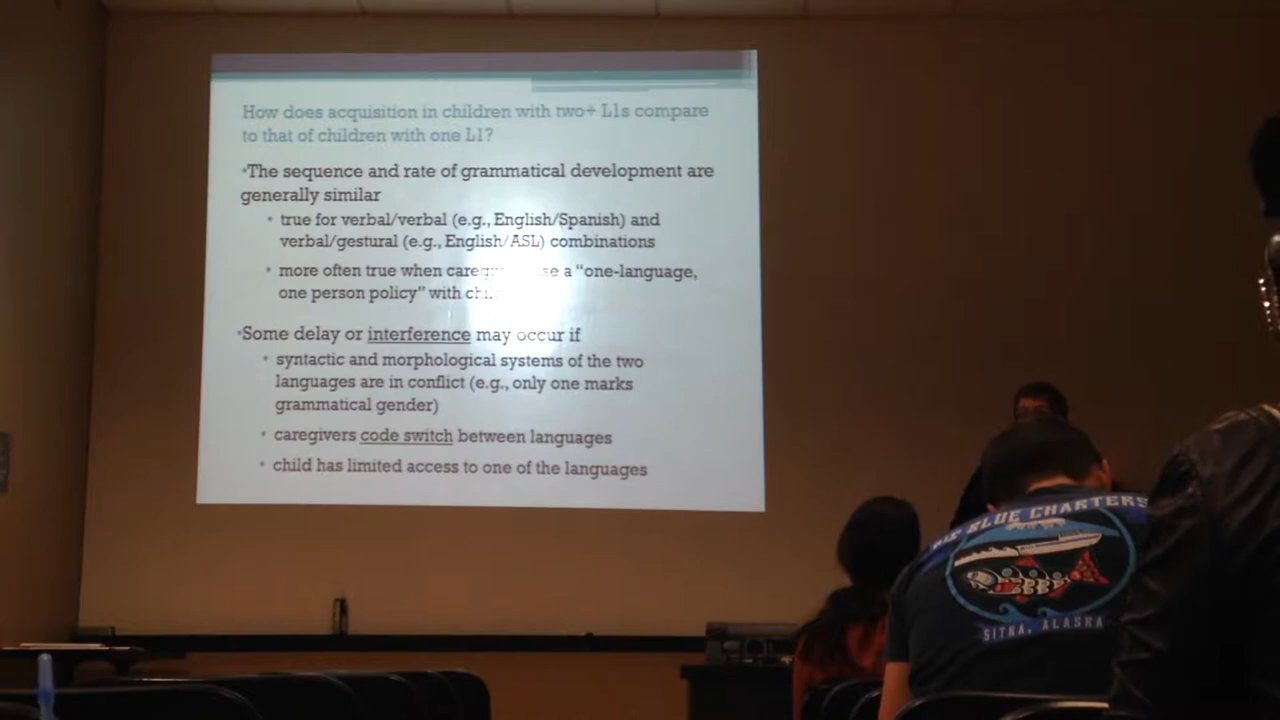 How does acquisition in children with two+ L1s compare
to that of children with one L1?
•The sequence and rate of grammatical development are
generally similar
• true for verbal/verbal (e.g., English/Spanish) and
verbal/gestural (e.g., English/ASL) combinations
• more often true when a “one-language,
one person policy” with
•Some delay or interference may occur if
• syntactic and morphological systems of the two
languages are in conflict (e.g., only one marks
grammatical gender)
• caregivers code switch between languages
• child has limited access to one of the languages
BLUE CHARTERS
SITKA, ALASKA